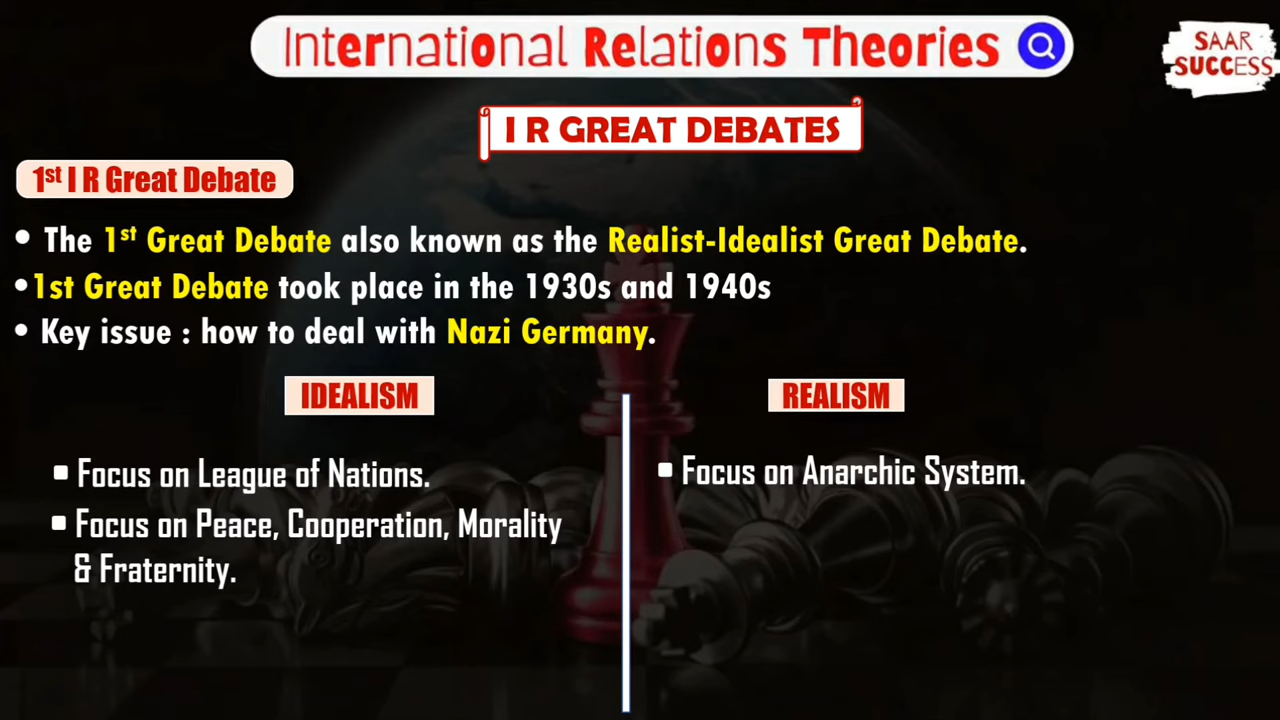 International Relations Theories
SAAR
SUCCESS
I R GREAT DEBATES
1st I R Great Debate
• The 1st Great Debate also known as the Realist-Idealist Great Debate.
•1st Great Debate took place in the 1930s and 1940s
• Key issue : how to deal with Nazi Germany.
IDEALISM
▪ Focus on League of Nations.
▪ Focus on Peace, Cooperation, Morality
& Fraternity.
REALISM
▪ Focus on Anarchic System.